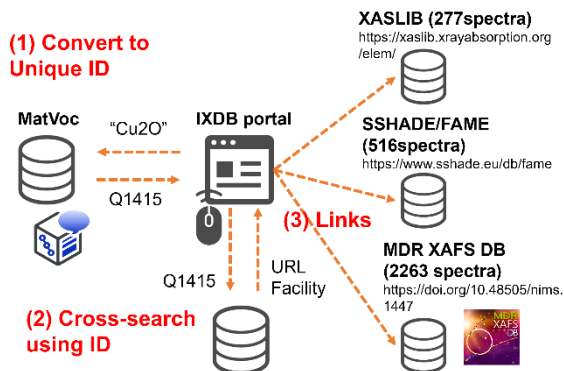 (1) Convert to
Unique ID
MatVoc
"Cu2O"
Q1415
IXDB portal
XASLIB (277spectra)
https://xaslib.xrayabsorption.org
/elem/
SSHADE/FAME
(516spectra)
https://www.sshade.eu/db/fame
(3) Links
MDR XAFS DB
(2263 spectra)
https://doi.org/10.48505/nims.
1447
MDR
XAFS
DB
Q1415
URL
Facility
(2) Cross-search
using ID